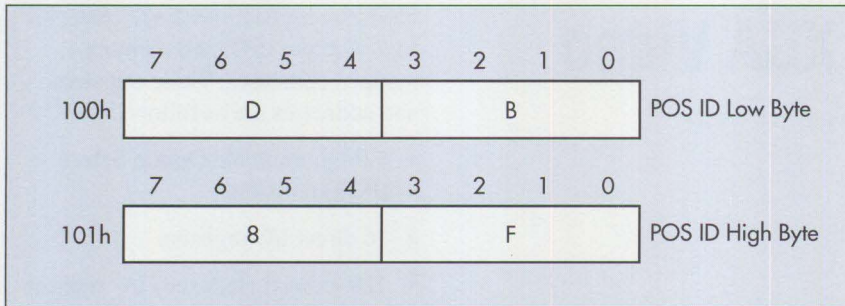 7 6 5 4 3 2 1 0
100h D B POS ID Low Byte
7 6 5 4 3 2 1 0
101h 8 F POS ID High Byte